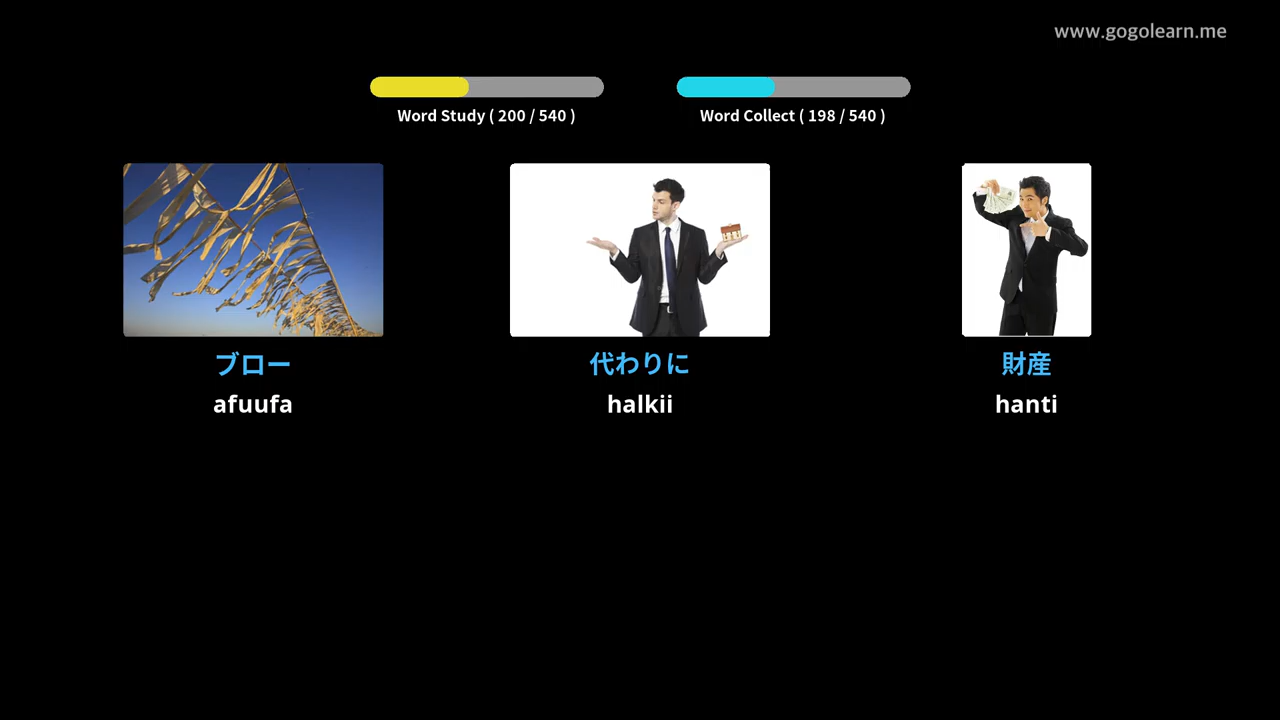 www.gogolearn.me
Word Study ( 200 / 540 )
Word Collect ( 198 / 540 )
ブロー
代わりに
財産
afuufa
halkii
hanti